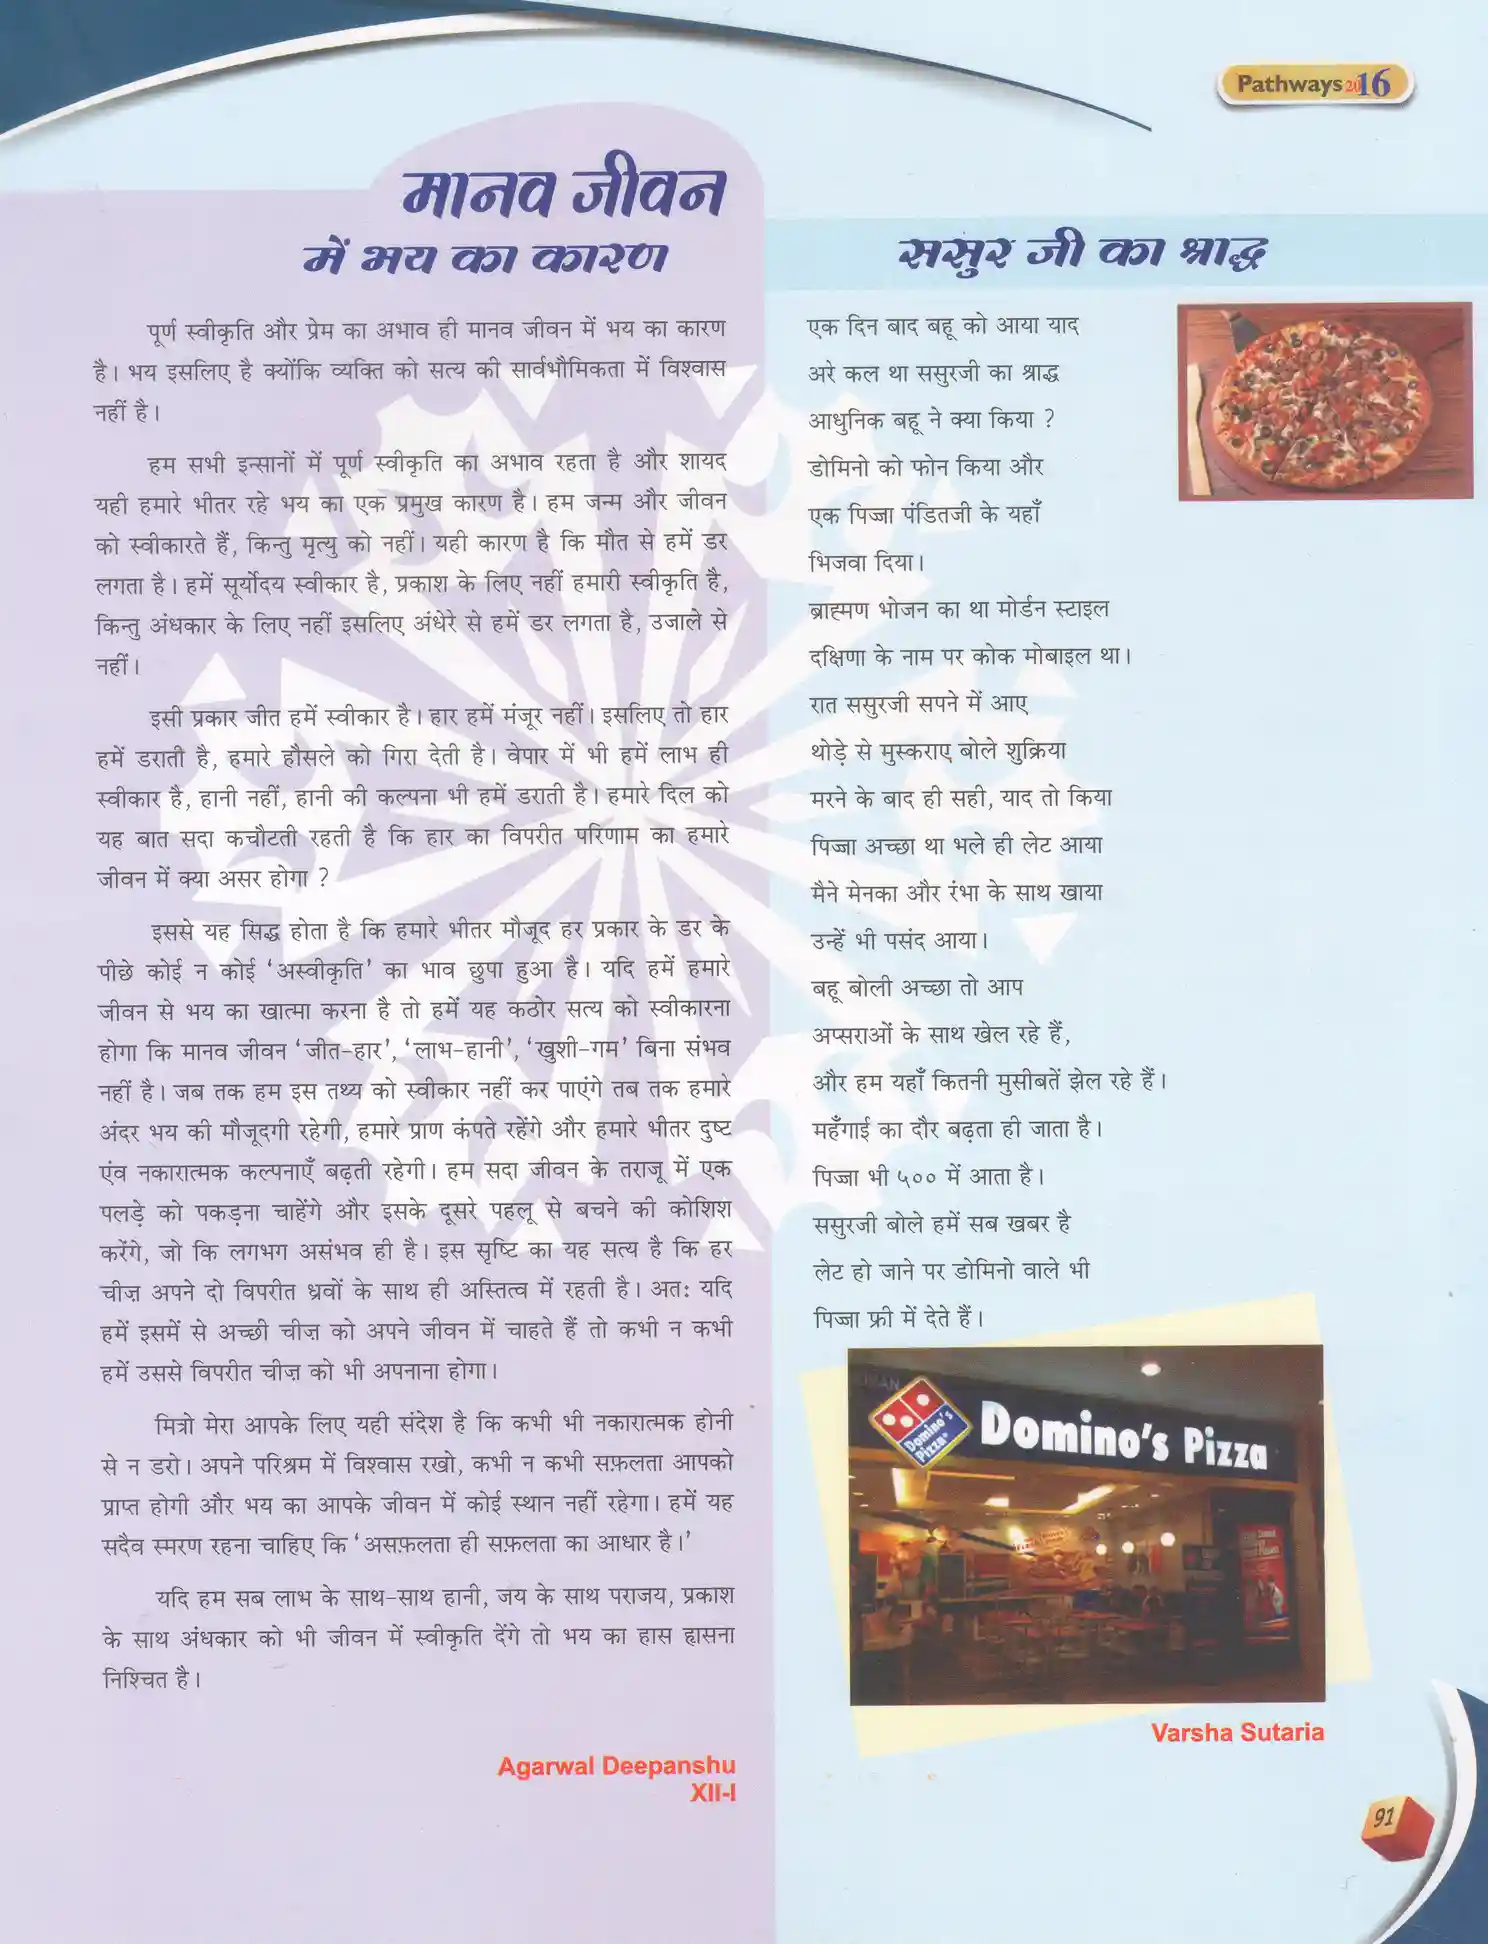 Pathways 2016
मानव जीवन
में भय का कारण
पूर्ण स्वीकृति और प्रेम का अभाव ही मानव जीवन में भय का कारण
है। भय इसलिए है क्योंकि व्यक्ति को सत्य की सार्वभौमिकता में विश्वास
नहीं है।
हम सभी इन्सानों में पूर्ण स्वीकृति का अभाव रहता है और शायद
यही हमारे भीतर रहे भय का एक प्रमुख कारण है। हम जन्म और जीवन
को स्वीकारते हैं, किन्तु मृत्यु को नहीं। यही कारण है कि मौत से हमें डर
लगता है। हमें सूर्योदय स्वीकार है, प्रकाश के लिए नहीं हमारी स्वीकृति है,
किन्तु अंधकार के लिए नहीं इसलिए अंधेरे से हमें डर लगता है, उजाले से
नहीं।
इसी प्रकार जीत हमें स्वीकार है। हार हमें मंजूर नहीं। इसलिए तो हार
हमें डराती है, हमारे हौसले को गिरा देती है। वेपार में भी हमें लाभ ही
स्वीकार है, हानी नहीं, हानी की कल्पना भी हमें डराती है। हमारे दिल को
यह बात सदा कचौटती रहती है कि हार का विपरीत परिणाम का हमारे
जीवन में क्या असर होगा ?
इससे यह सिद्ध होता है कि हमारे भीतर मौजूद हर प्रकार के डर के
पीछे कोई न कोई ‘अस्वीकृति’ का भाव छुपा हुआ है। यदि हमें हमारे
जीवन से भय का खात्मा करना है तो हमें यह कठोर सत्य को स्वीकारना
होगा कि मानव जीवन ‘जीत-हार’, ‘लाभ-हानी’, ‘खुशी-गम’ बिना संभव
नहीं है। जब तक हम इस तथ्य को स्वीकार नहीं कर पाएंगे तब तक हमारे
अंदर भय की मौजूदगी रहेगी, हमारे प्राण कंपते रहेंगे और हमारे भीतर दुष्ट
एंव नकारात्मक कल्पनाएँ बढ़ती रहेगी। हम सदा जीवन के तराजू में एक
पलड़े को पकड़ना चाहेंगे और इसके दूसरे पहलू से बचने की कोशिश
करेंगे, जो कि लगभग असंभव ही है। इस सृष्टि का यह सत्य है कि हर
चीज़ अपने दो विपरीत ध्रवों के साथ ही अस्तित्व में रहती है। अतः यदि
हमें इसमें से अच्छी चीज़ को अपने जीवन में चाहते हैं तो कभी न कभी
हमें उससे विपरीत चीज़ को भी अपनाना होगा।
मित्रो मेरा आपके लिए यही संदेश है कि कभी भी नकारात्मक होनी
से न डरो। अपने परिश्रम में विश्वास रखो, कभी न कभी सफ़लता आपको
प्राप्त होगी और भय का आपके जीवन में कोई स्थान नहीं रहेगा। हमें यह
सदैव स्मरण रहना चाहिए कि ‘असफ़लता ही सफ़लता का आधार है।’
यदि हम सब लाभ के साथ-साथ हानी, जय के साथ पराजय, प्रकाश
के साथ अंधकार को भी जीवन में स्वीकृति देंगे तो भय का हास ह्रासना
निश्चित है।
Agarwal Deepanshu
XII-I
ससुर जी का श्राद्ध
एक दिन बाद बहू को आया याद
अरे कल था ससुरजी का श्राद्ध
आधुनिक बहू ने क्या किया ?
डोमिनो को फोन किया और
एक पिज्जा पंडितजी के यहाँ
भिजवा दिया।
ब्राह्मण भोजन का था मोर्डन स्टाइल
दक्षिणा के नाम पर कोक मोबाइल था।
रात ससुरजी सपने में आए
थोड़े से मुस्कराए बोले शुक्रिया
मरने के बाद ही सही, याद तो किया
पिज्जा अच्छा था भले ही लेट आया
मैने मेनका और रंभा के साथ खाया
उन्हें भी पसंद आया।
बहू बोली अच्छा तो आप
अप्सराओं के साथ खेल रहे हैं,
और हम यहाँ कितनी मुसीबतें झेल रहे हैं।
महँगाई का दौर बढ़ता ही जाता है।
पिज्जा भी ५०० में आता है।
ससुरजी बोले हमें सब खबर है
लेट हो जाने पर डोमिनो वाले भी
पिज्जा फ्री में देते हैं।
Domino's Pizza
Domino's Pizza
Varsha Sutaria
91